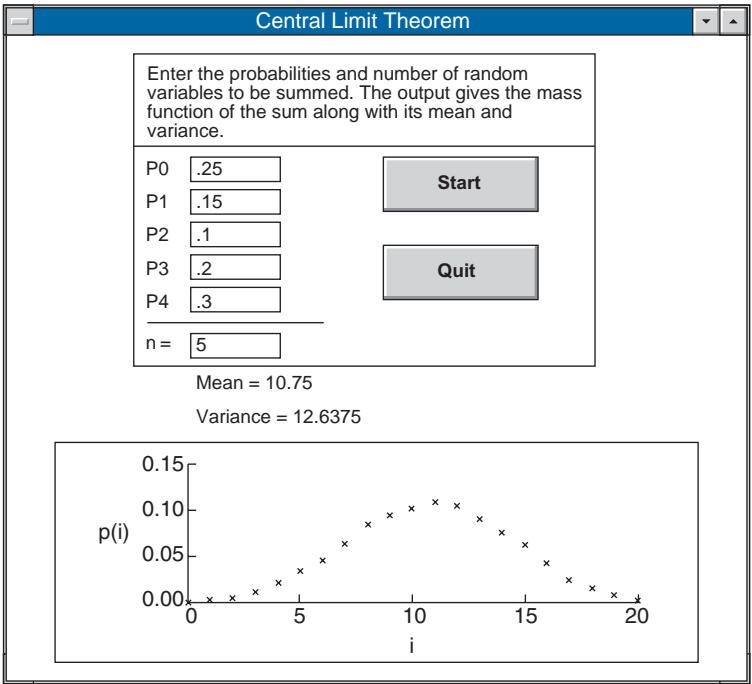 Central Limit Theorem
Enter the probabilities and number of random
variables to be summed. The output gives the mass
function of the sum along with its mean and
variance.
P0 .25
Start
P1 .15
P2 .1
P3 .2
Quit
P4 .3
n = 5
Mean = 10.75
Variance = 12.6375
0.15
0.10
p(i)
0.05
0.00
0 5 10 15 20
i